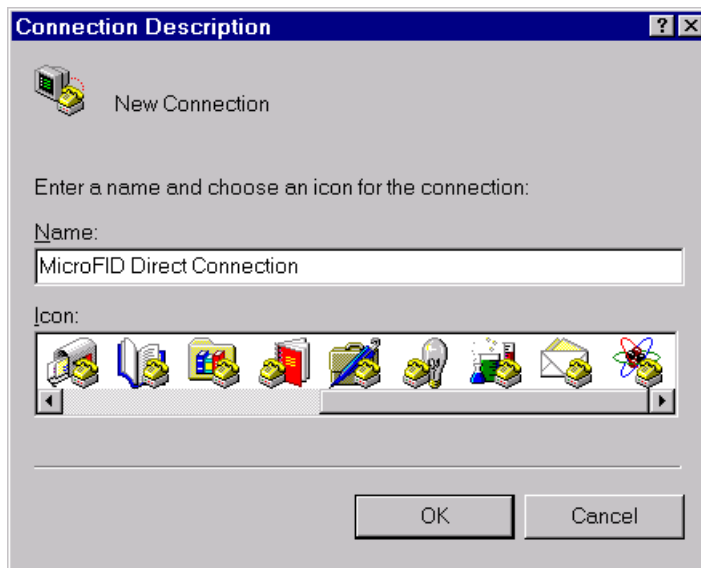 Connection Description
New Connection
Enter a name and choose an icon for the connection:
Name:
MicroFID Direct Connection
Icon:
OK Cancel